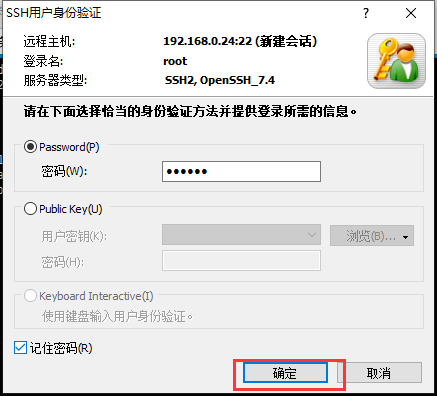 SSH用户身份验证
远程主机: 192.168.0.24:22 (新建会话)
登录名: root
服务器类型: SSH2, OpenSSH_7.4
请在下面选择恰当的身份验证方法并提供登录所需的信息。
Password(P)
密码(W): ••••••
Public Key(U)
用户密钥(K): 浏览(B)...
密码(H):
Keyboard Interactive(I)
使用键盘输入用户身份验证。
记住密码(R)
确定 取消